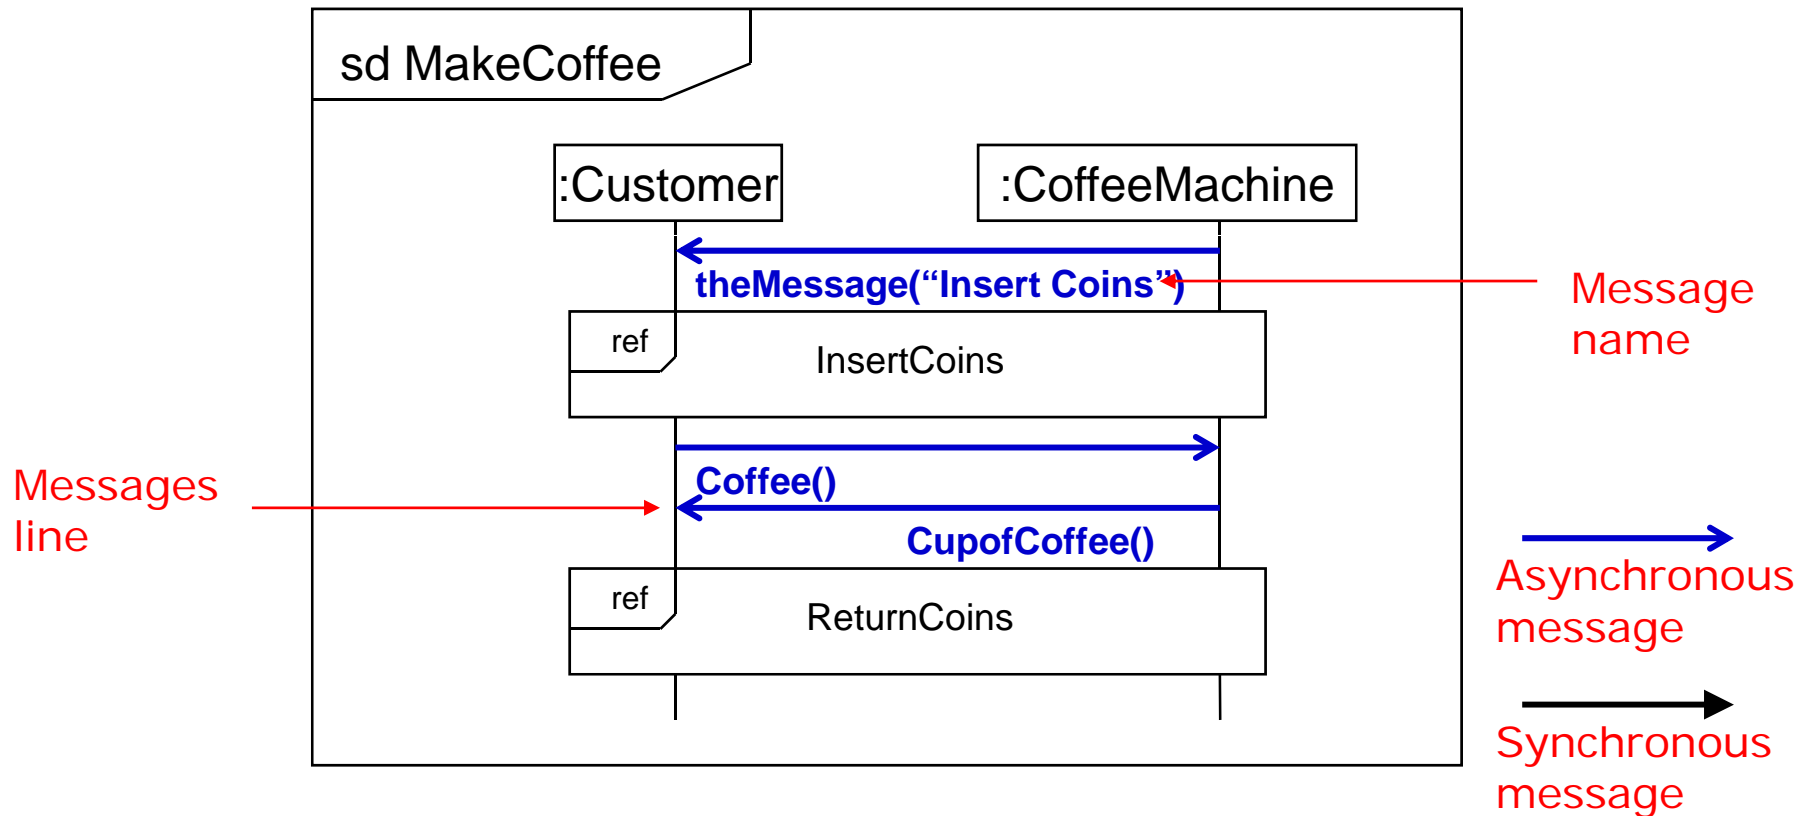 sd MakeCoffee
:Customer
:CoffeeMachine
theMessage(“Insert Coins”)
Message
name
ref
InsertCoins
Messages
line
Coffee()
CupofCoffee()
Asynchronous
message
ref
ReturnCoins
Synchronous
message